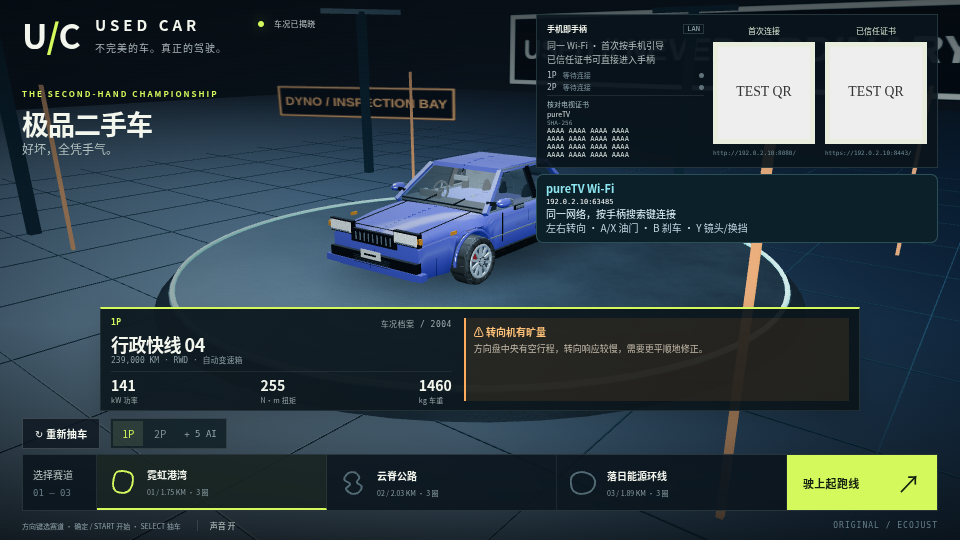 U/C USED CAR
不完美的车。真正的驾驶。
车况已揭晓
THE SECOND-HAND CHAMPIONSHIP
极品二手车
好坏，全凭手气。
DYNO / INSPECTION BAY
手机即手柄 LAN
同一 Wi-Fi · 首次按手机引导
已信任证书可直接进入手柄
1P 等待连接
2P 等待连接
核对电视证书
pureTV
SHA-256
AAAA AAAA AAAA AAAA
AAAA AAAA AAAA AAAA
AAAA AAAA AAAA AAAA
AAAA AAAA AAAA AAAA
首次连接
TEST QR
http://192.0.2.10:8080/
已信任证书
TEST QR
https://192.0.2.10:8443/
pureTV Wi-Fi
192.0.2.10:63485
同一网络，按手柄搜索键连接
左右转向 · A/X 油门 · B 刹车 · Y 镜头/换挡
1P
车况档案 / 2004
行政快线 04
239,000 KM · RWD · 自动变速箱
141
kW 功率
255
N·m 扭矩
1460
kg 车重
⚠ 转向机有旷量
方向盘中央有空行程，转向响应较慢，需要更平顺地修正。
↻ 重新抽车
1P 2P + 5 AI
选择赛道
01 — 03
霓虹港湾
01 / 1.75 KM · 3 圈
云脊公路
02 / 2.03 KM · 3 圈
落日能源环线
03 / 1.89 KM · 3 圈
驶上起跑线
方向键选赛道 · 确定 / START 开始 · SELECT 抽车
声音 开
ORIGINAL / ECOJUST